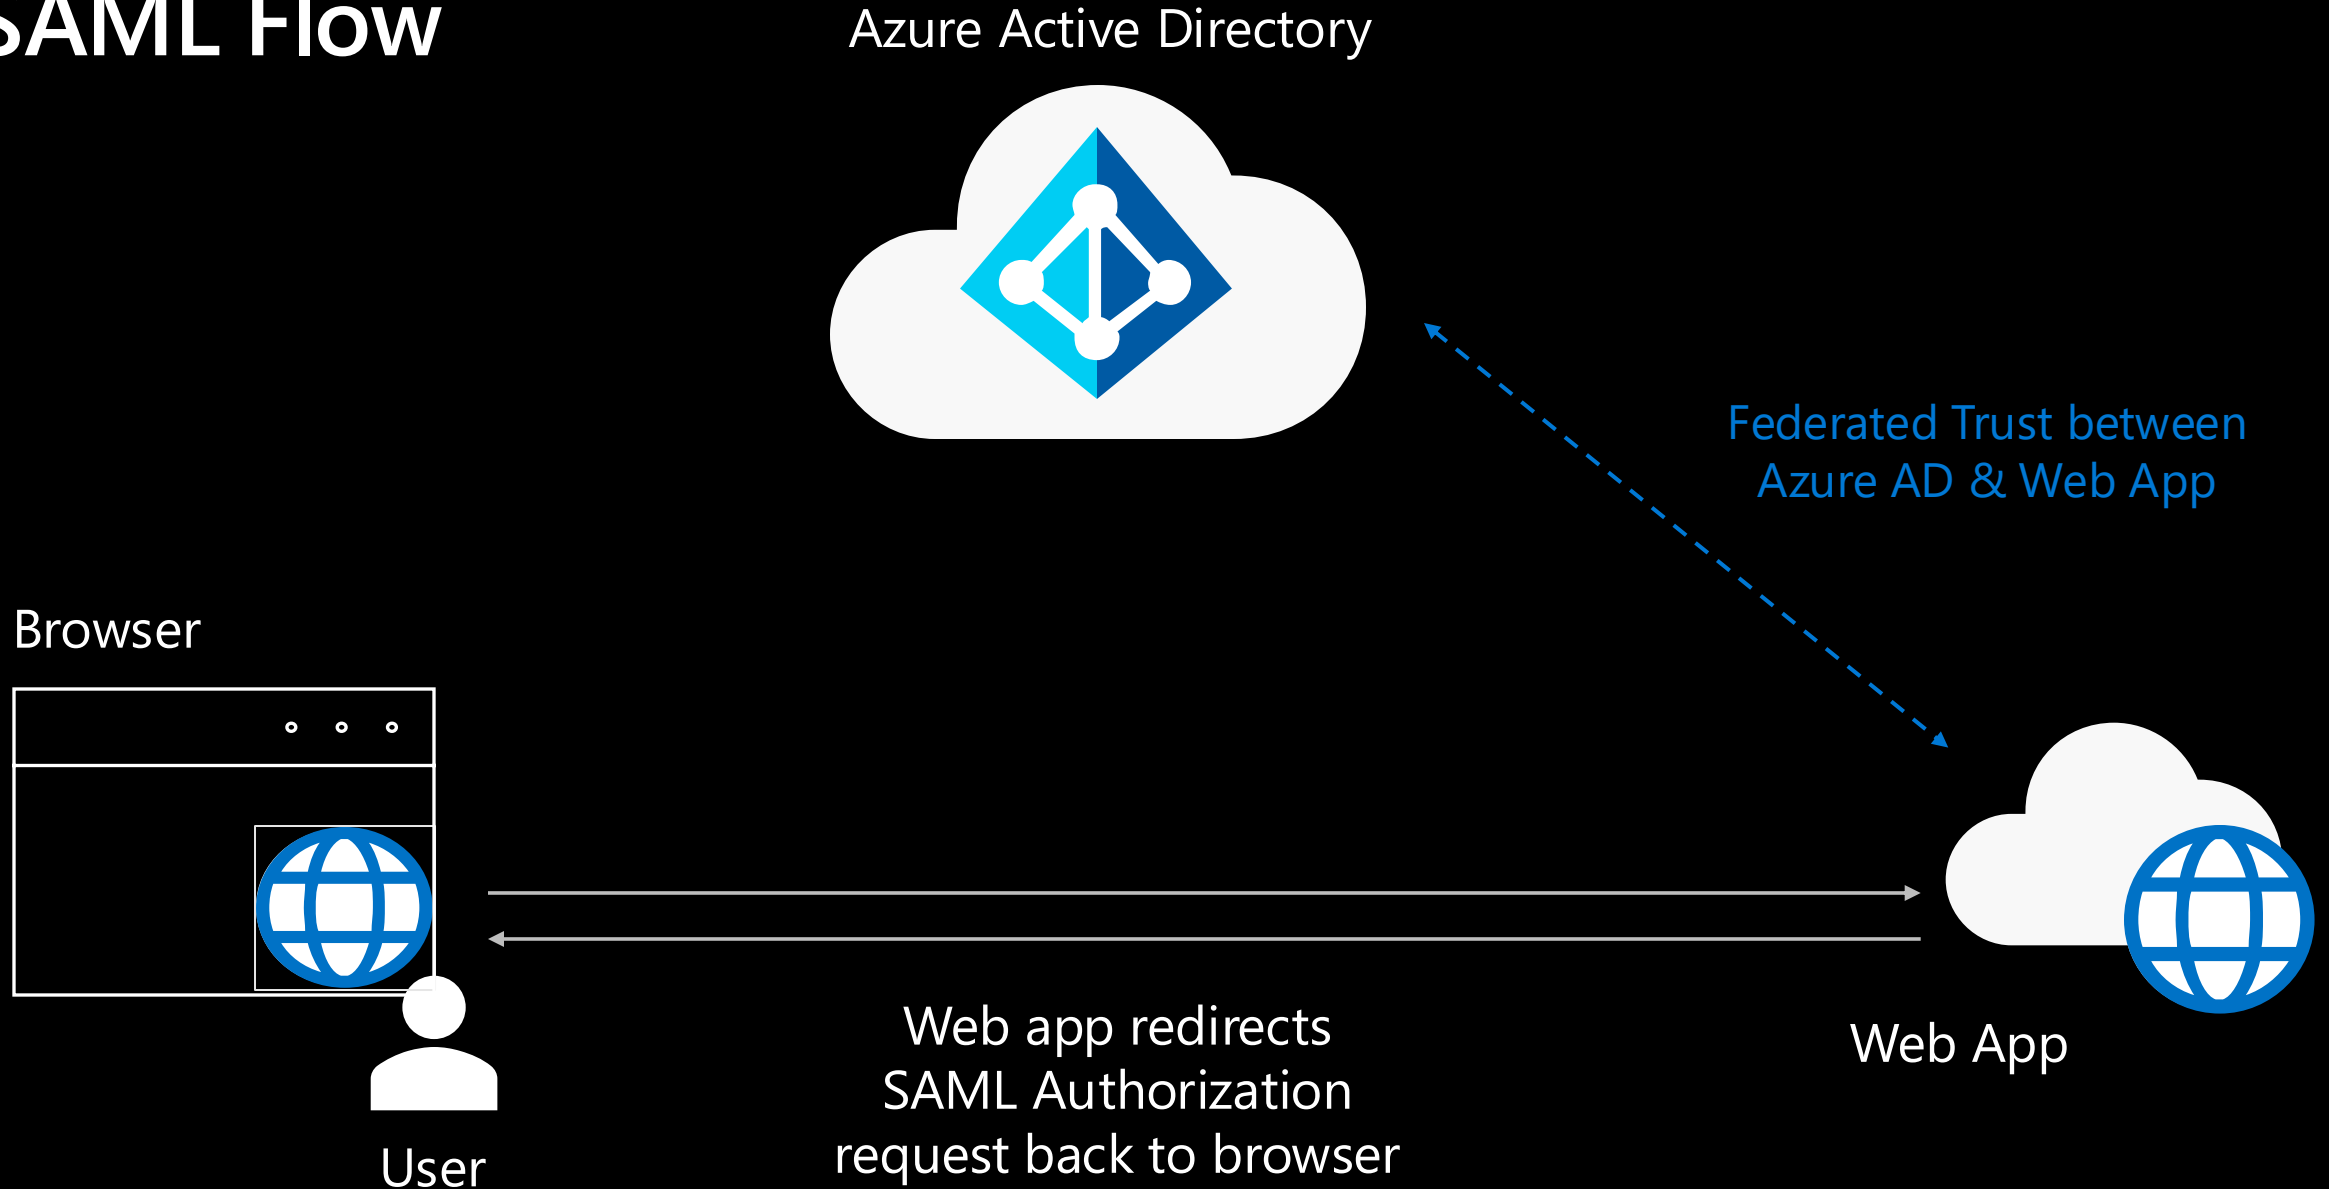 SAML Flow
Azure Active Directory
Federated Trust between
Azure AD & Web App
Browser
Web app redirects
SAML Authorization
request back to browser
Web App
User